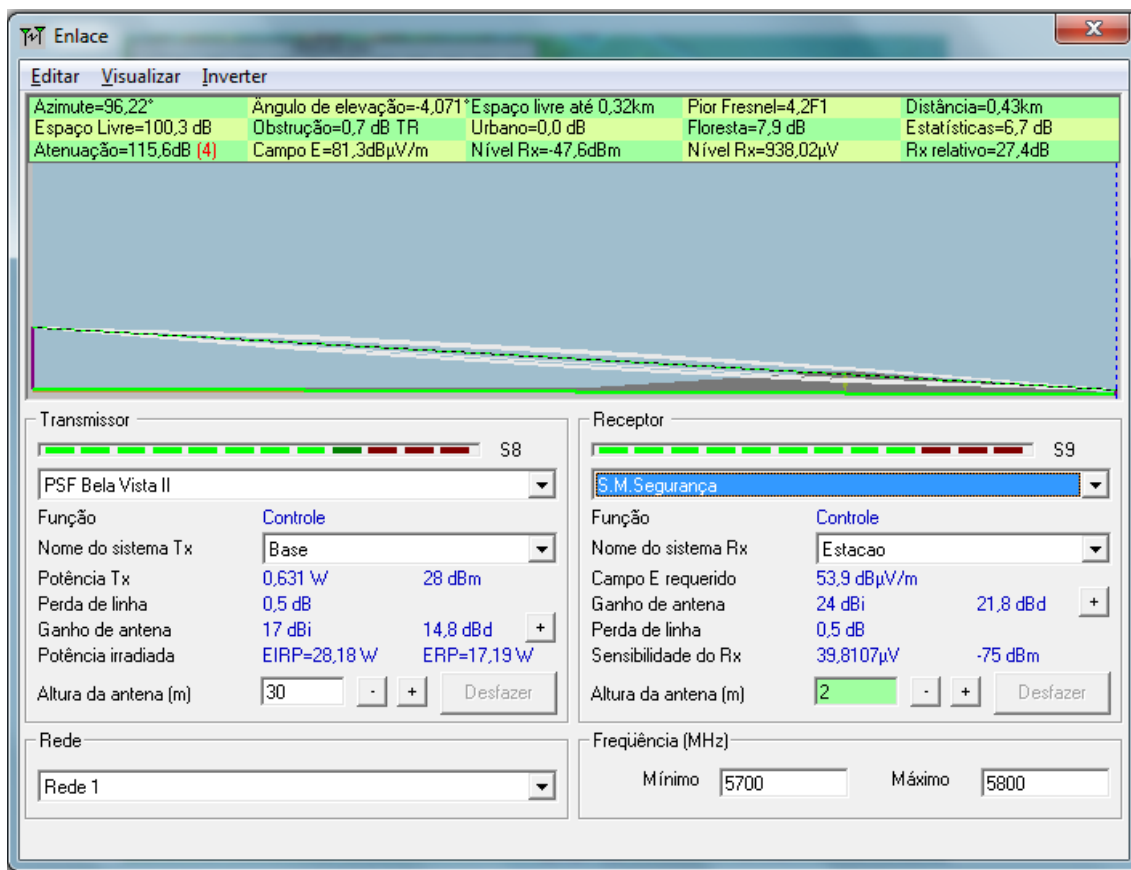 Enlace
Editar Visualizar Inverter
Azimute=96,22° Ângulo de elevação=-4,071° Espaço livre até 0,32km Pior Fresnel=4,2F1 Distância=0,43km
Espaço Livre=100,3 dB Obstrução=0,7 dB TR Urbano=0,0 dB Floresta=7,9 dB Estatísticas=6,7 dB
Atenuação=115,6dB (4) Campo E=81,3dBµV/m Nível Rx=-47,6dBm Nível Rx=938,02µV Rx relativo=27,4dB
Transmissor
S8
PSF Bela Vista II
Função Controle
Nome do sistema Tx Base
Potência Tx 0,631 W 28 dBm
Perda de linha 0,5 dB
Ganho de antena 17 dBi 14,8 dBd +
Potência irradiada EIRP=28,18 W ERP=17,19 W
Altura da antena (m) 30 - + Desfazer
Rede
Rede 1
Receptor
S9
S.M.Segurança
Função Controle
Nome do sistema Rx Estacao
Campo E requerido 53,9 dBµV/m
Ganho de antena 24 dBi 21,8 dBd +
Perda de linha 0,5 dB
Sensibilidade do Rx 39,8107µV -75 dBm
Altura da antena (m) 2 - + Desfazer
Freqüência (MHz)
Mínimo 5700 Máximo 5800